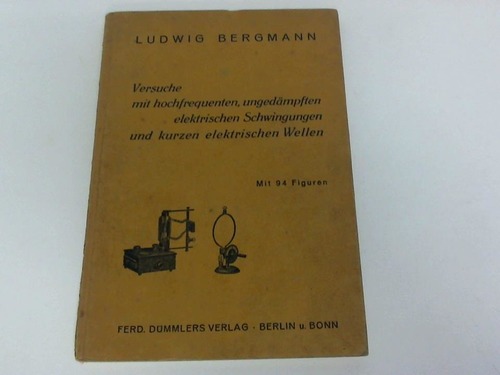 LUDWIG BERGMANN
Versuche
mit hochfrequenten, ungedämpften
elektrischen Schwingungen
und kurzen elektrischen Wellen
Mit 94 Figuren
FERD. DÜMMLERS VERLAG · BERLIN u. BONN